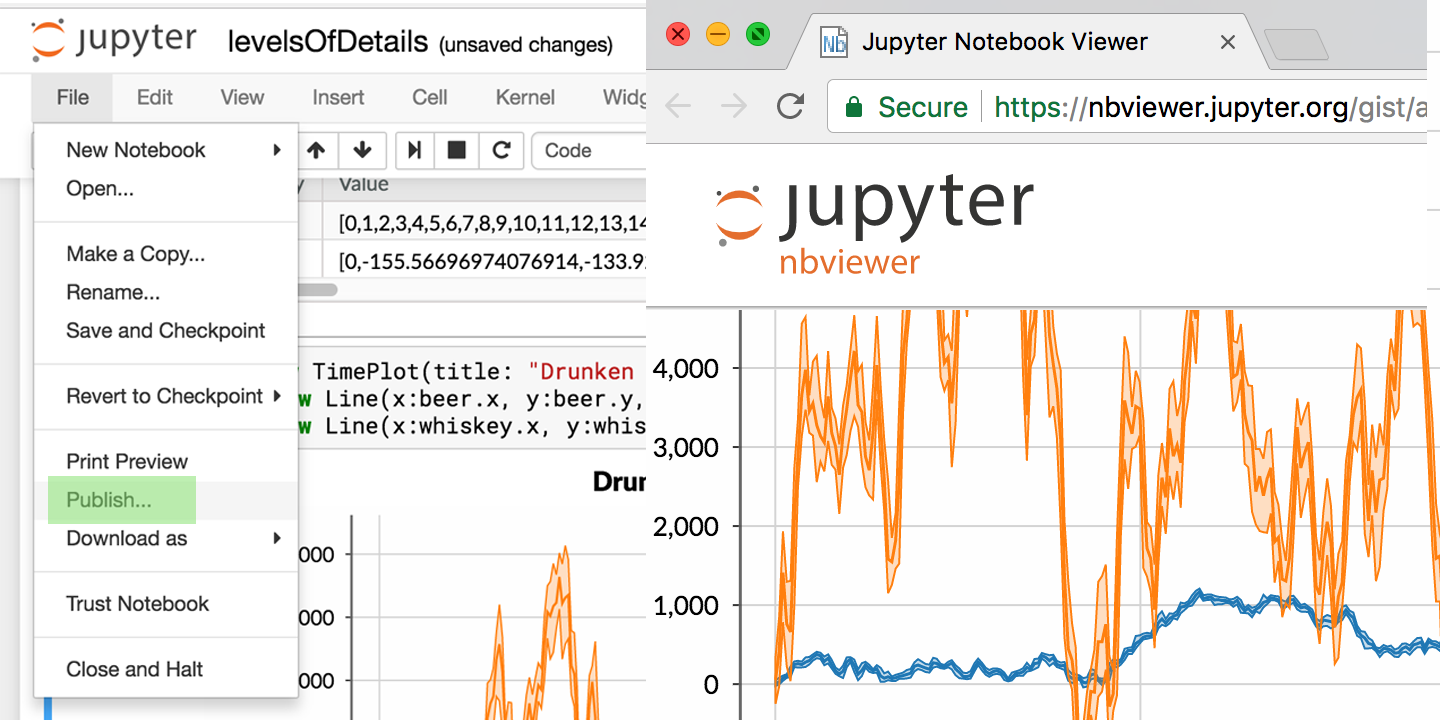 jupyter levelsOfDetails (unsaved changes)
File Edit View Insert Cell Kernel
New Notebook
Open...
Make a Copy...
Rename...
Save and Checkpoint
Revert to Checkpoint
Print Preview
Publish...
Download as
Trust Notebook
Close and Halt
Code
Value
[0,1,2,3,4,5,6,7,8,9,10,11,12,13,14
[0,-155.56696974076914,-133.9
TimePlot(title: "Drunken
w Line(x:beer.x, y:beer.y,
w Line(x:whiskey.x, y:whis
Drun
000
000
000
Nb Jupyter Notebook Viewer
Secure https://nbviewer.jupyter.org/gist/a
jupyter
nbviewer
4,000
3,000
2,000
1,000
0